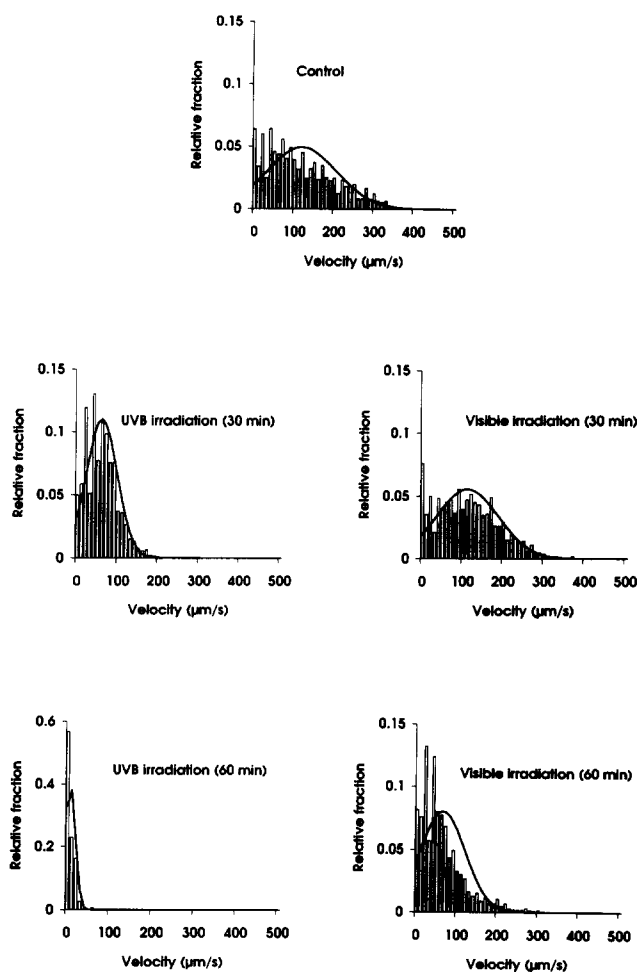 Control
Relative fraction
0.15
0.1
0.05
0
0 100 200 300 400 500
Velocity (µm/s)
UVB irradiation (30 min)
Relative fraction
0.15
0.1
0.05
0
0 100 200 300 400 500
Velocity (µm/s)
Visible irradiation (30 min)
Relative fraction
0.15
0.1
0.05
0
0 100 200 300 400 500
Velocity (µm/s)
UVB irradiation (60 min)
Relative fraction
0.6
0.4
0.2
0
0 100 200 300 400 500
Velocity (µm/s)
Visible irradiation (60 min)
Relative fraction
0.15
0.1
0.05
0
0 100 200 300 400 500
Velocity (µm/s)